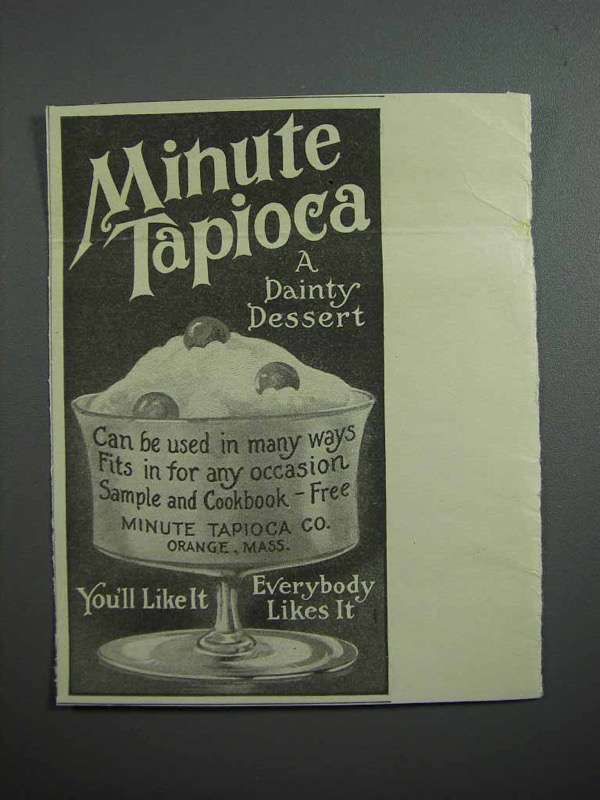 Minute
Tapioca
A
Dainty
Dessert
Can be used in many ways
Fits in for any occasion
Sample and Cookbook - Free
MINUTE TAPIOCA CO.
ORANGE, MASS.
You'll Like It
Everybody
Likes It